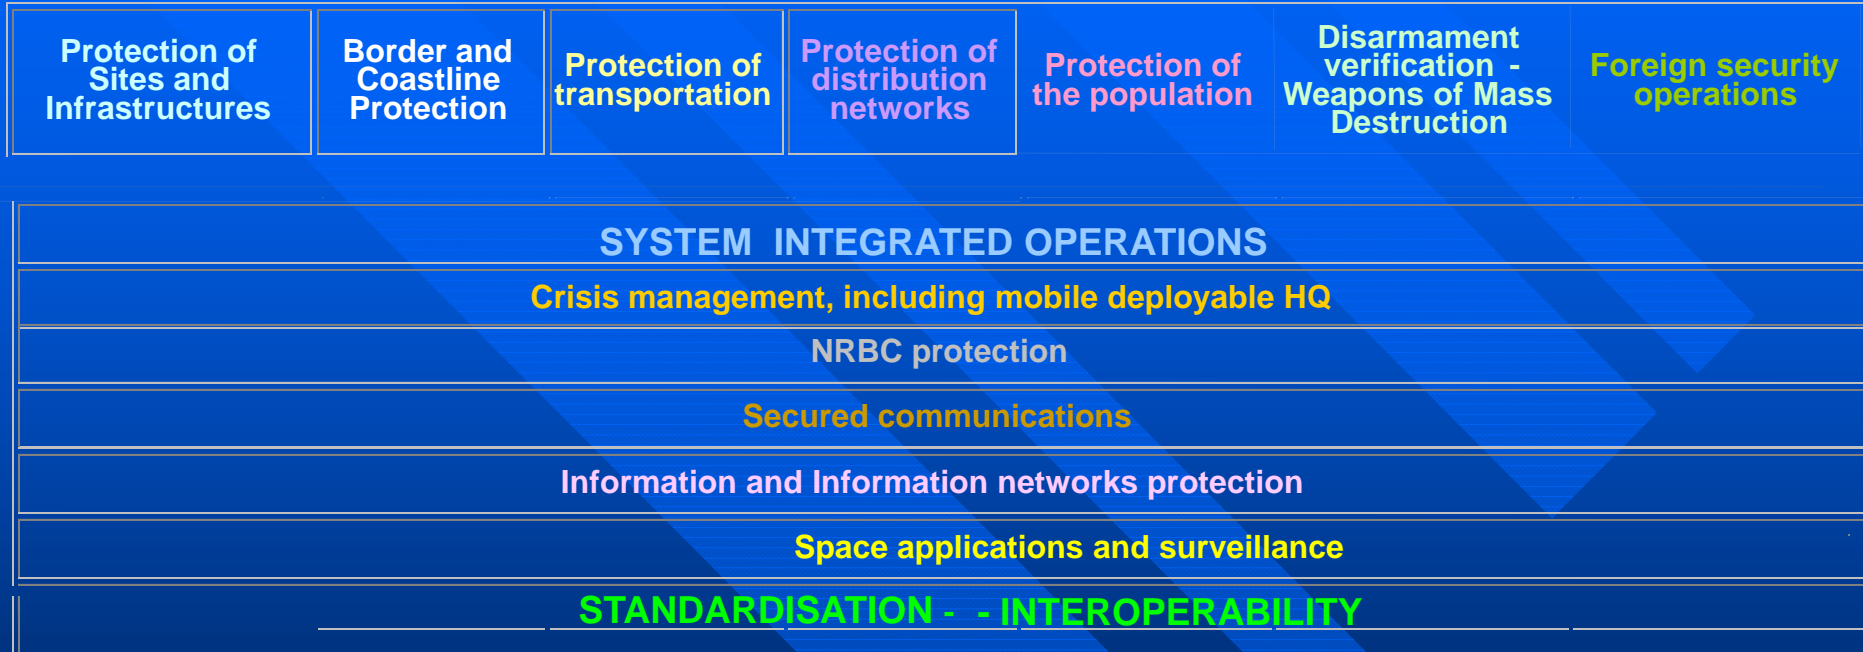 Protection of
Sites and
Infrastructures
Border and
Coastline
Protection
Protection of
transportation
Protection of
distribution
networks
Protection of
the population
Disarmament
verification -
Weapons of Mass
Destruction
Foreign security
operations
SYSTEM INTEGRATED OPERATIONS
Crisis management, including mobile deployable HQ
NRBC protection
Secured communications
Information and Information networks protection
Space applications and surveillance
STANDARDISATION - - INTEROPERABILITY